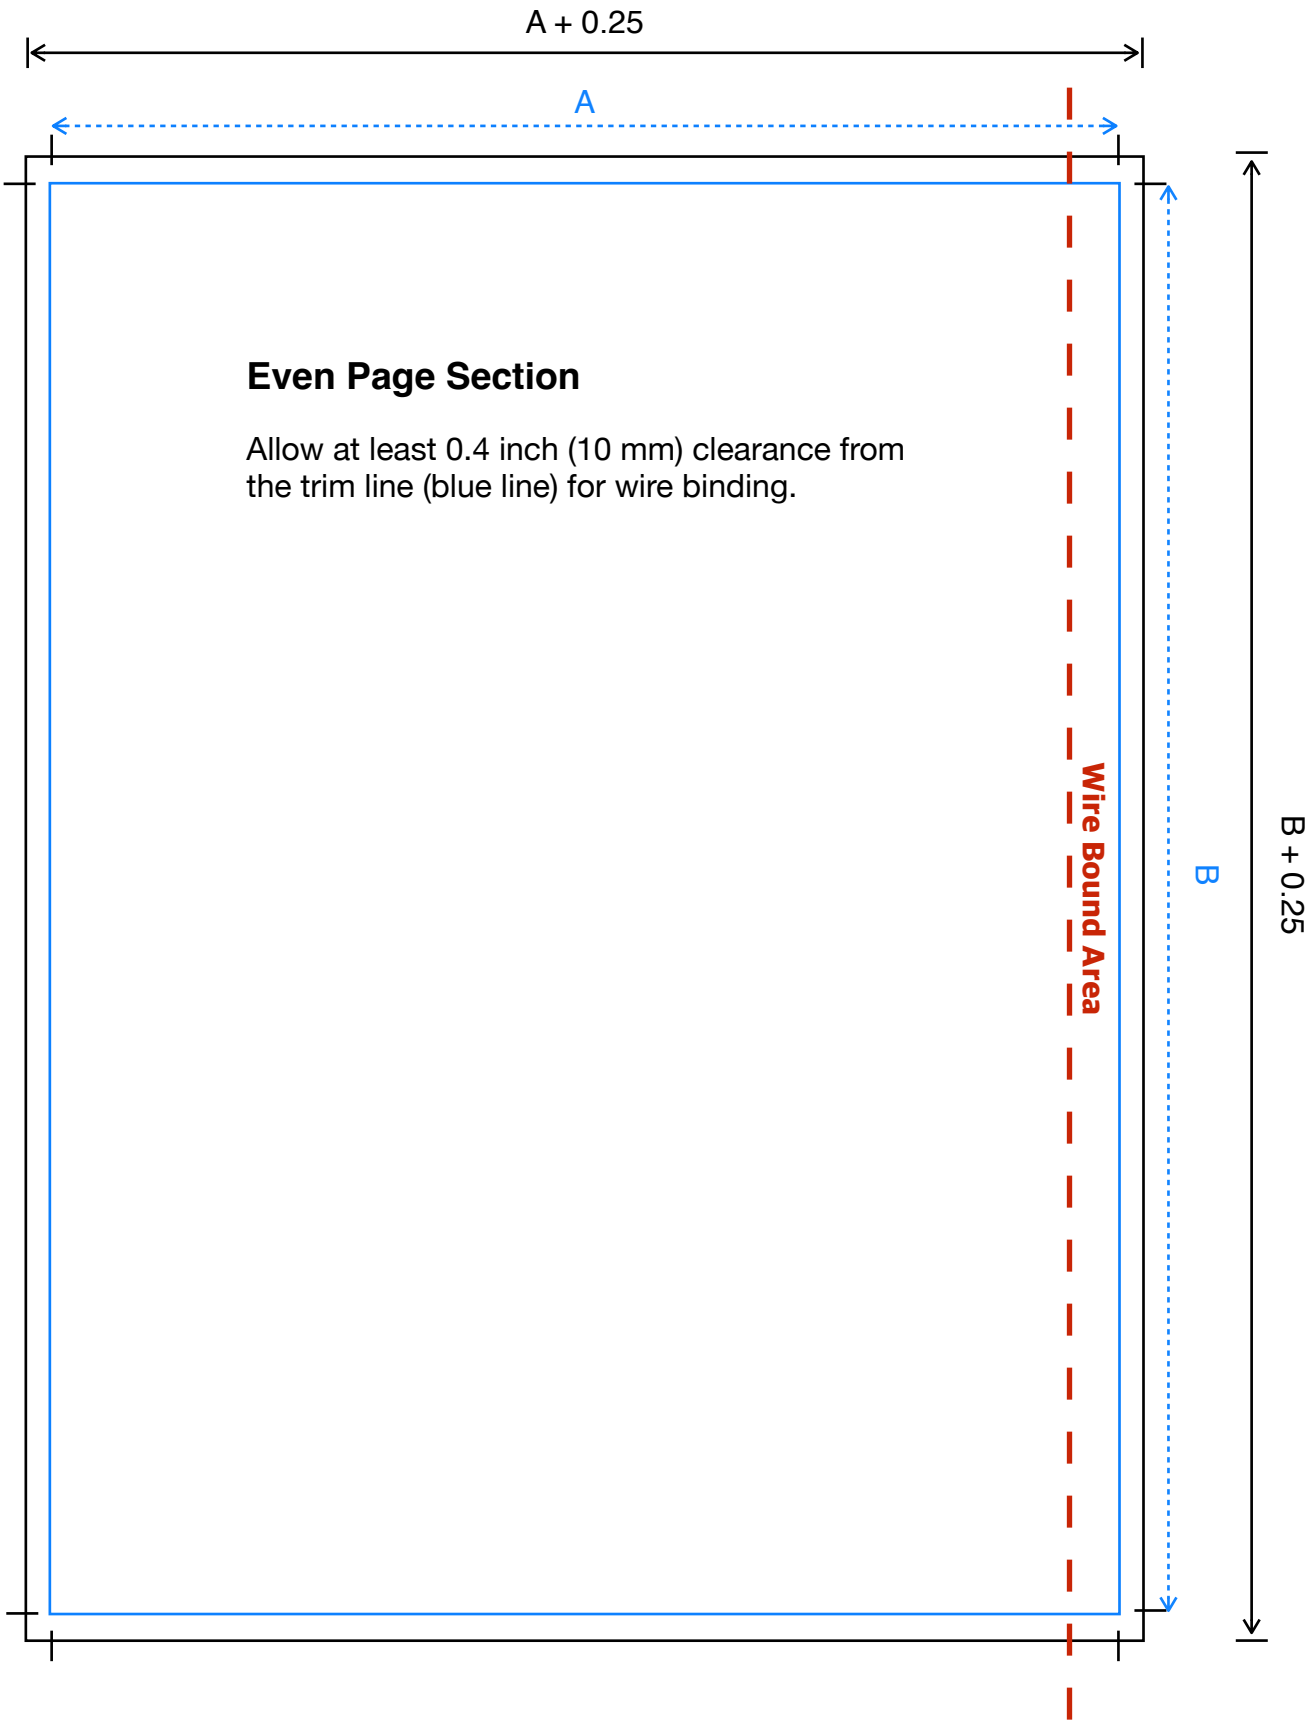 A + 0.25
A
Even Page Section
Allow at least 0.4 inch (10 mm) clearance from
the trim line (blue line) for wire binding.
Wire Bound Area
B
B + 0.25